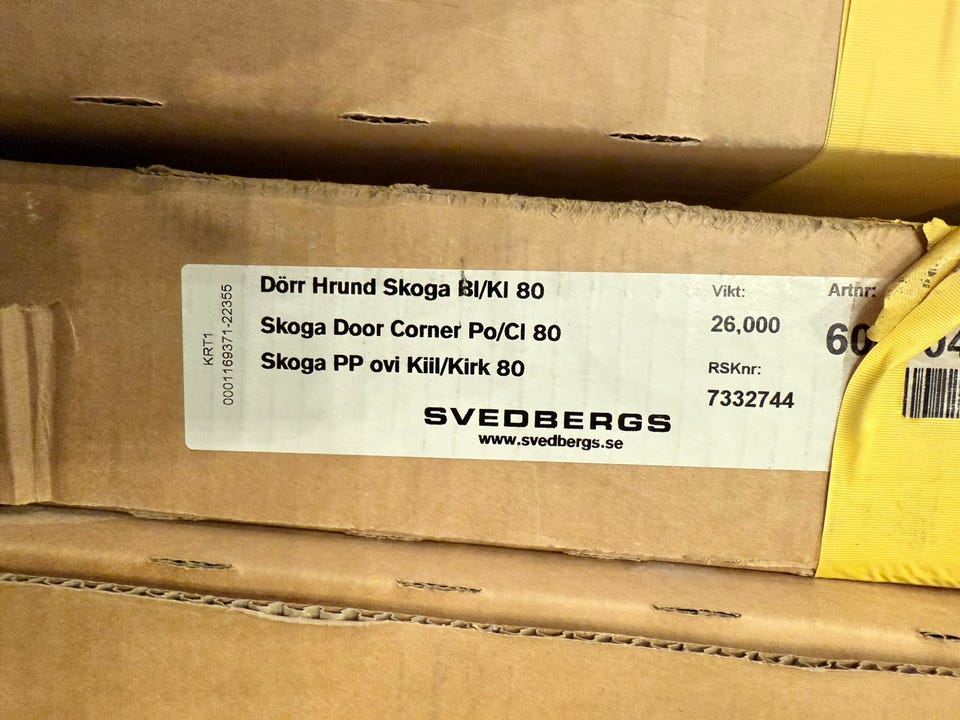 KRT1
0001169371-22355
Dörr Hrund Skoga Bl/Kl 80
Skoga Door Corner Po/Cl 80
Skoga PP ovi Kiil/Kirk 80
SVEDBERGS
www.svedbergs.se
Vikt:
26,000
RSKnr:
7332744
Artnr: